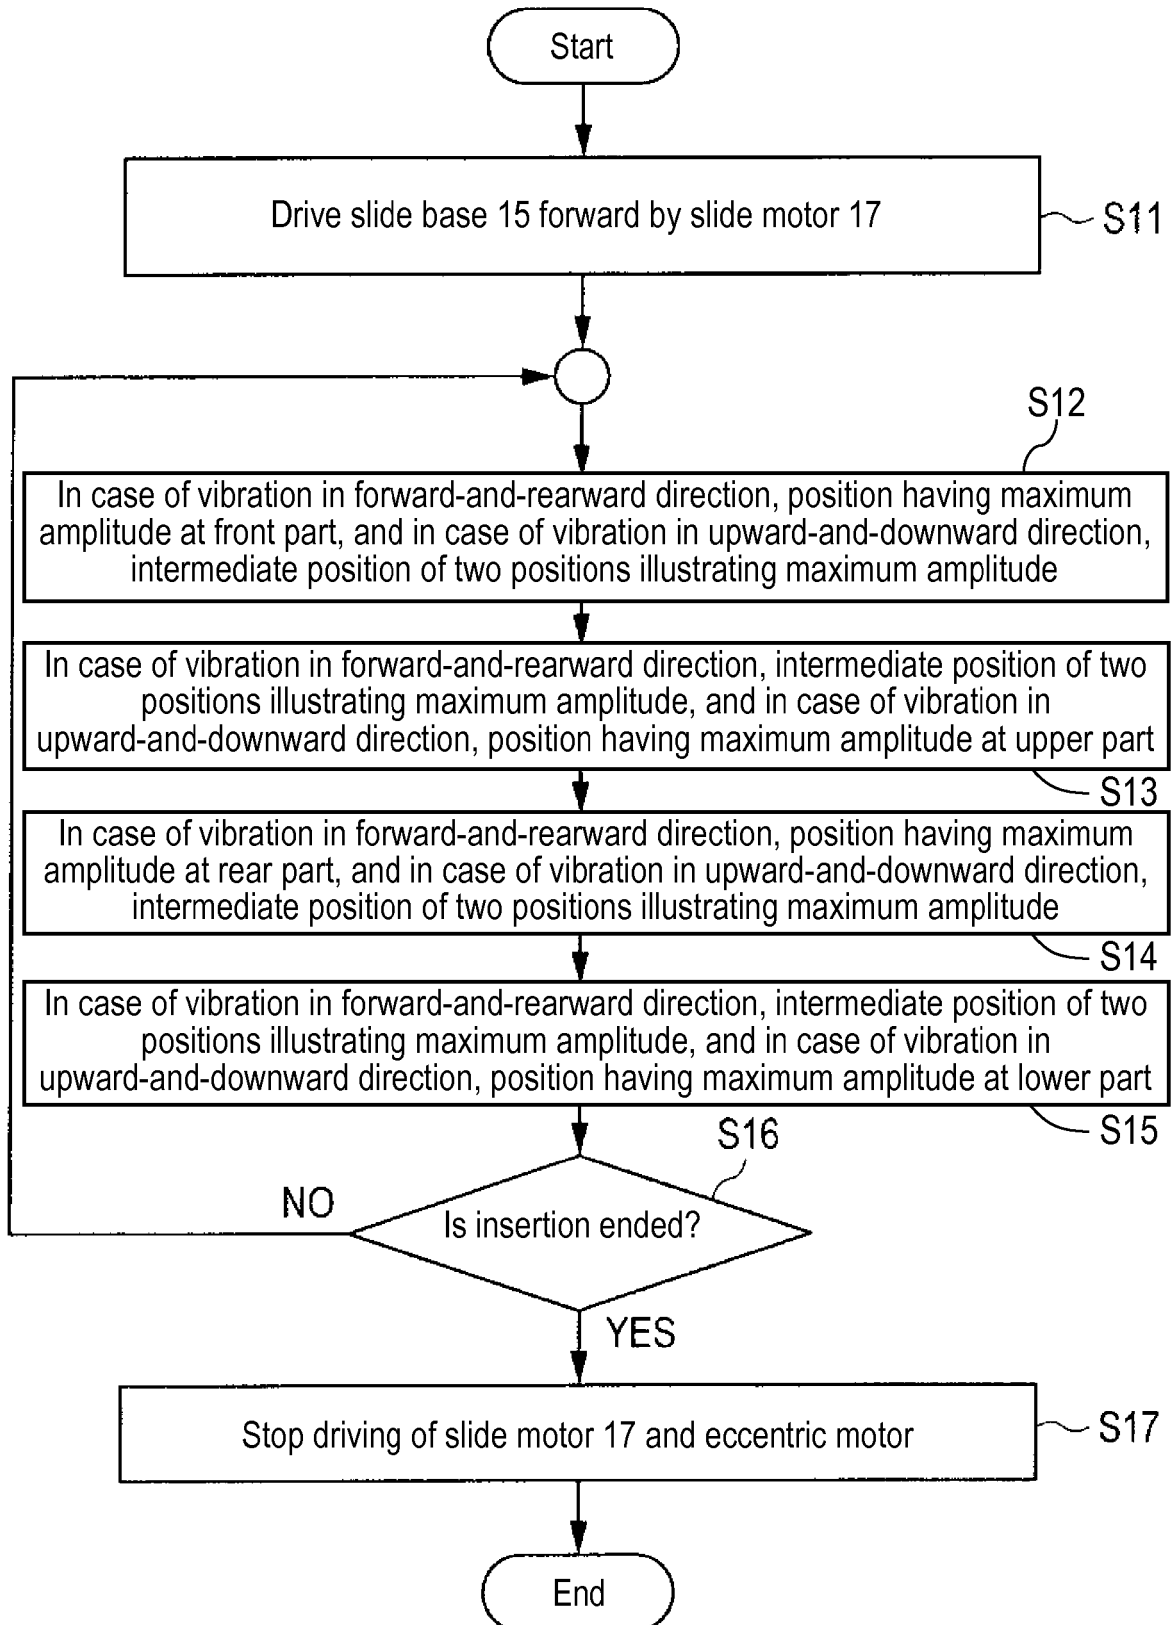 Start
Drive slide base 15 forward by slide motor 17
S11
S12
In case of vibration in forward-and-rearward direction, position having maximum
amplitude at front part, and in case of vibration in upward-and-downward direction,
intermediate position of two positions illustrating maximum amplitude
In case of vibration in forward-and-rearward direction, intermediate position of two
positions illustrating maximum amplitude, and in case of vibration in
upward-and-downward direction, position having maximum amplitude at upper part
S13
In case of vibration in forward-and-rearward direction, position having maximum
amplitude at rear part, and in case of vibration in upward-and-downward direction,
intermediate position of two positions illustrating maximum amplitude
S14
In case of vibration in forward-and-rearward direction, intermediate position of two
positions illustrating maximum amplitude, and in case of vibration in
upward-and-downward direction, position having maximum amplitude at lower part
S15
S16
NO
Is insertion ended?
YES
Stop driving of slide motor 17 and eccentric motor
S17
End